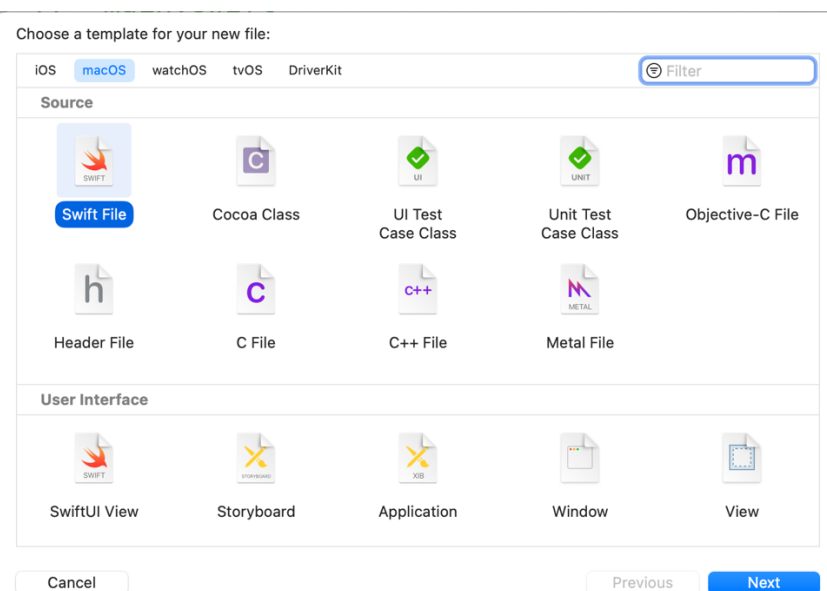 Choose a template for your new file:
iOS macOS watchOS tvOS DriverKit Filter
Source
SWIFT C UI UNIT m
Swift File Cocoa Class UI Test Case Class Unit Test Case Class Objective-C File
h C C++ METAL
Header File C File C++ File Metal File
User Interface
SWIFT STORYBOARD XIB
SwiftUI View Storyboard Application Window View
Cancel Previous Next